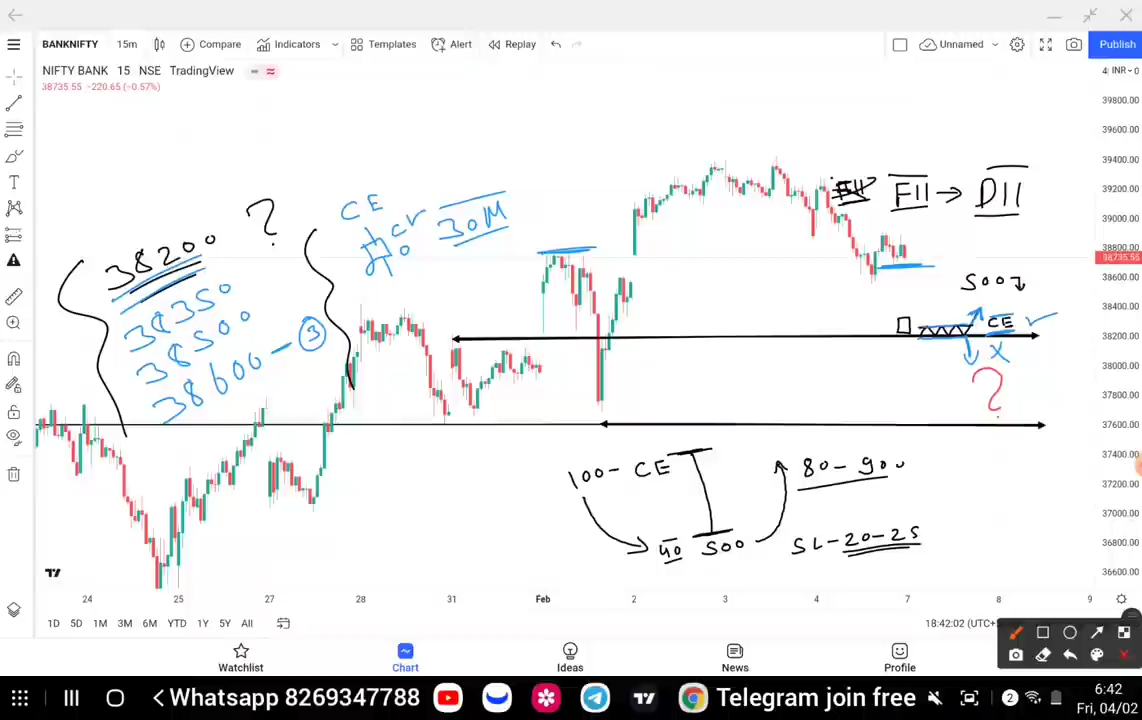 BANKNIFTY 15m Compare Indicators Templates Alert Replay Unnamed Publish
NIFTY BANK 15 NSE TradingView
38735.55 −220.65 (−0.57%)
INR
39800.00
39600.00
39400.00
39200.00
39000.00
38800.00
38735.55
38600.00
38400.00
38200.00
38000.00
37800.00
37600.00
37400.00
37200.00
37000.00
36800.00
36600.00
FII → DII
?
CE
30M
38200
38350
38500
38600 - 3
500
CE
X
?
100 - CE
40 500
80 - 900
SL - 20 - 25
24 25 27 28 31 Feb 2 3 4 7 8 9
1D 5D 1M 3M 6M YTD 1Y 5Y All
18:42:02 (UTC+5
Watchlist Chart Ideas News Profile
Whatsapp 8269347788 Telegram join free 2
6:42
Fri, 04/02